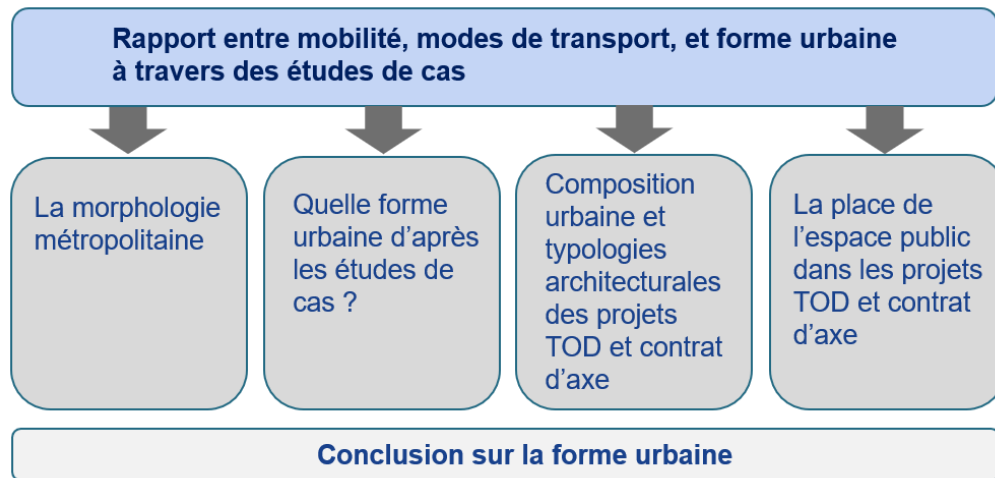 Rapport entre mobilité, modes de transport, et forme urbaine
à travers des études de cas
La morphologie
métropolitaine
Quelle forme
urbaine d’après
les études de
cas ?
Composition
urbaine et
typologies
architecturales
des projets
TOD et contrat
d’axe
La place de
l’espace public
dans les projets
TOD et contrat
d’axe
Conclusion sur la forme urbaine